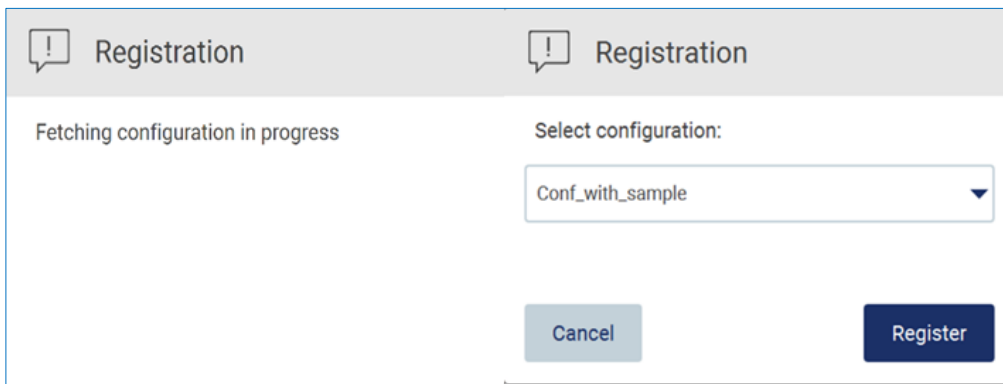 Registration
Fetching configuration in progress
Registration
Select configuration:
Conf_with_sample
Cancel
Register